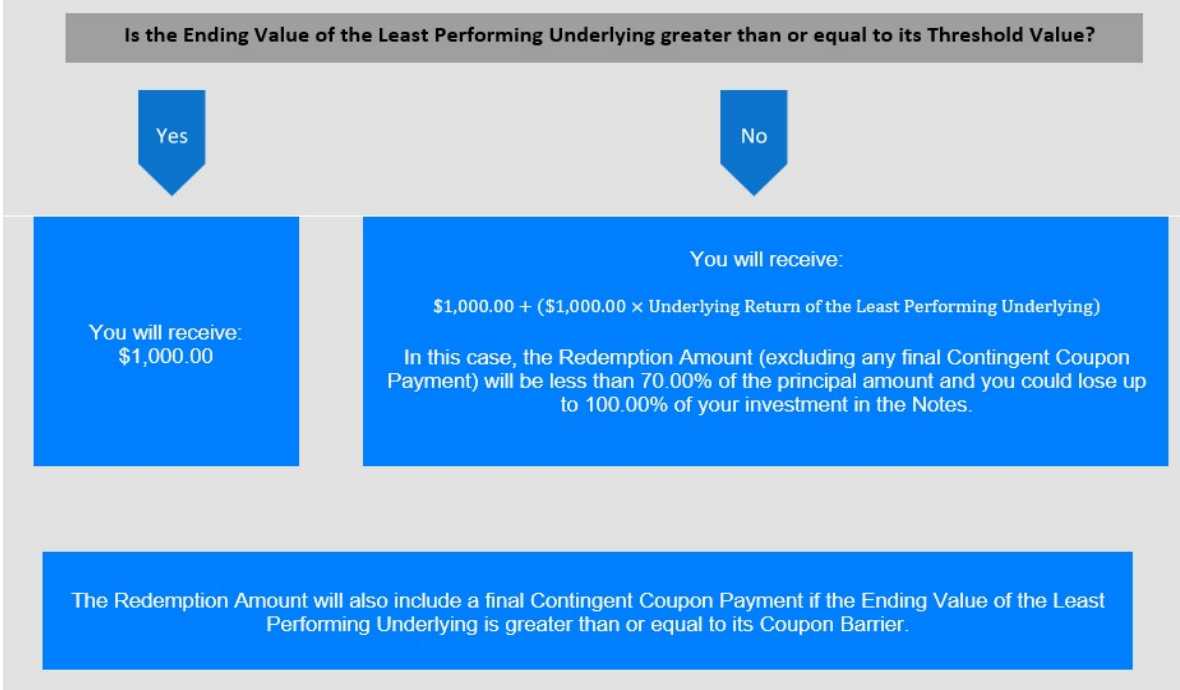 Is the Ending Value of the Least Performing Underlying greater than or equal to its Threshold Value?
Yes
No
You will receive:
$1,000.00
You will receive:
$1,000.00 + ($1,000.00 × Underlying Return of the Least Performing Underlying)
In this case, the Redemption Amount (excluding any final Contingent Coupon
Payment) will be less than 70.00% of the principal amount and you could lose up
to 100.00% of your investment in the Notes.
The Redemption Amount will also include a final Contingent Coupon Payment if the Ending Value of the Least
Performing Underlying is greater than or equal to its Coupon Barrier.